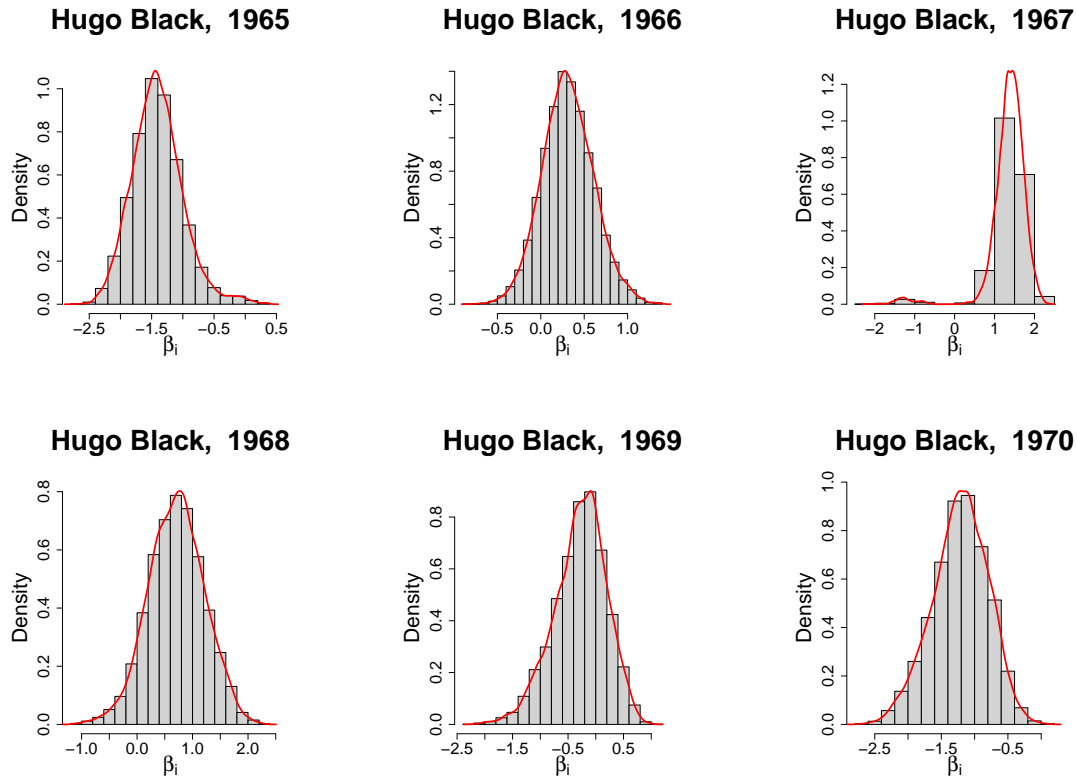 Hugo Black,  1965
Density
0.0 0.2 0.4 0.6 0.8 1.0
−2.5 −1.5 −0.5 0.5
βi
Hugo Black,  1966
Density
0.0 0.4 0.8 1.2
−0.5 0.0 0.5 1.0
βi
Hugo Black,  1967
Density
0.0 0.2 0.4 0.6 0.8 1.0 1.2
−2 −1 0 1 2
βi
Hugo Black,  1968
Density
0.0 0.2 0.4 0.6 0.8
−1.0 0.0 1.0 2.0
βi
Hugo Black,  1969
Density
0.0 0.2 0.4 0.6 0.8
−2.5 −1.5 −0.5 0.5
βi
Hugo Black,  1970
Density
0.0 0.2 0.4 0.6 0.8 1.0
−2.5 −1.5 −0.5
βi